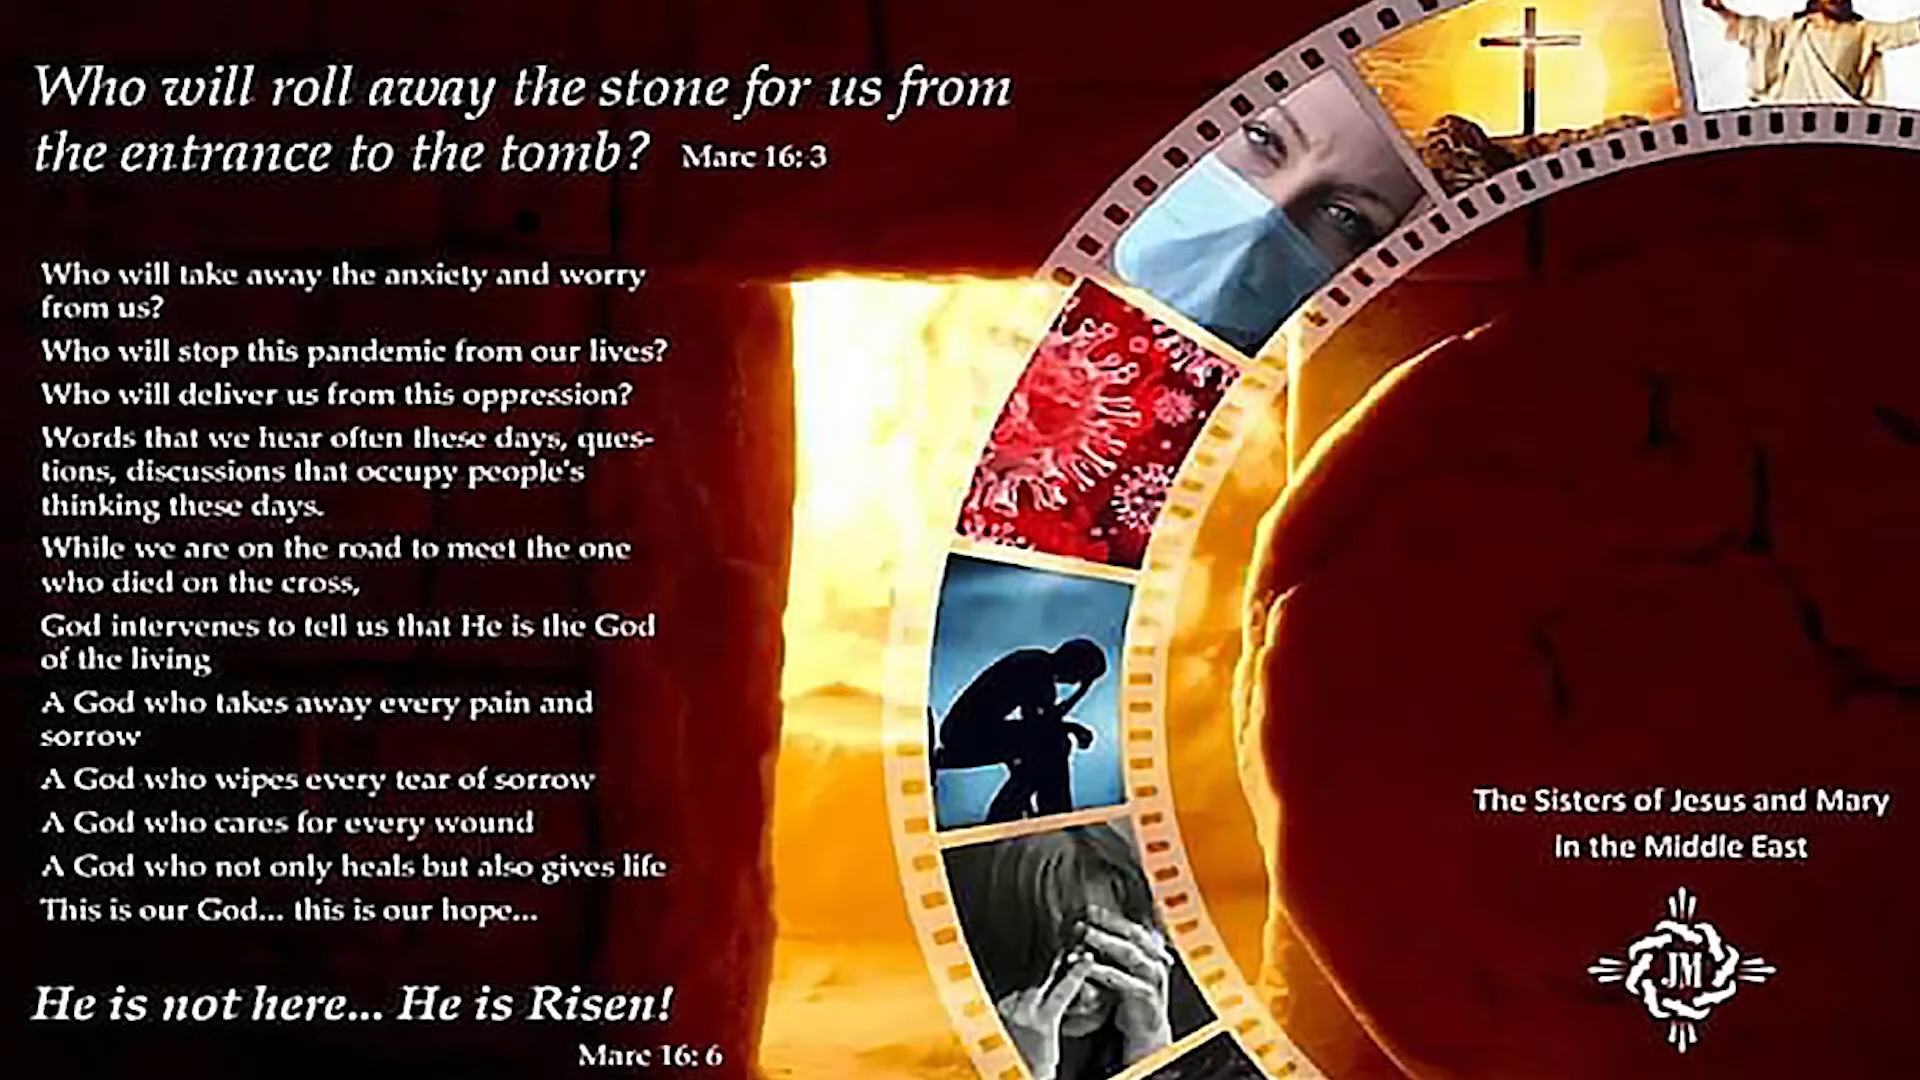 Who will roll away the stone for us from
the entrance to the tomb? Marc 16: 3
Who will take away the anxiety and worry
from us?
Who will stop this pandemic from our lives?
Who will deliver us from this oppression?
Words that we hear often these days, ques-
tions, discussions that occupy people's
thinking these days.
While we are on the road to meet the one
who died on the cross,
God intervenes to tell us that He is the God
of the living
A God who takes away every pain and
sorrow
A God who wipes every tear of sorrow
A God who cares for every wound
A God who not only heals but also gives life
This is our God... this is our hope...
He is not here... He is Risen!
Marc 16: 6
The Sisters of Jesus and Mary
in the Middle East
JM